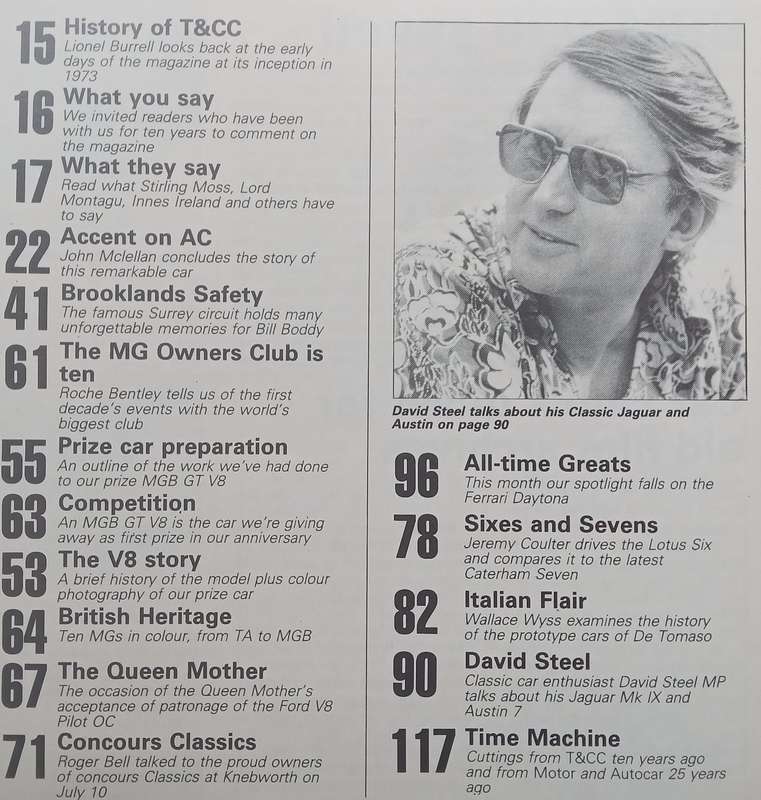 15
History of T&CC
Lionel Burrell looks back at the early
days of the magazine at its inception in
1973
16
What you say
We invited readers who have been
with us for ten years to comment on
the magazine
17
What they say
Read what Stirling Moss, Lord
Montagu, Innes Ireland and others have
to say
22
Accent on AC
John Mclellan concludes the story of
this remarkable car
41
Brooklands Safety
The famous Surrey circuit holds many
unforgettable memories for Bill Boddy
61
The MG Owners Club is
ten
Roche Bentley tells us of the first
decade's events with the world's
biggest club
55
Prize car preparation
An outline of the work we've had done
to our prize MGB GT V8
63
Competition
An MGB GT V8 is the car we're giving
away as first prize in our anniversary
53
The V8 story
A brief history of the model plus colour
photography of our prize car
64
British Heritage
Ten MGs in colour, from TA to MGB
67
The Queen Mother
The occasion of the Queen Mother's
acceptance of patronage of the Ford V8
Pilot OC
71
Concours Classics
Roger Bell talked to the proud owners
of concours Classics at Knebworth on
July 10
David Steel talks about his Classic Jaguar and
Austin on page 90
96
All-time Greats
This month our spotlight falls on the
Ferrari Daytona
78
Sixes and Sevens
Jeremy Coulter drives the Lotus Six
and compares it to the latest
Caterham Seven
82
Italian Flair
Wallace Wyss examines the history
of the prototype cars of De Tomaso
90
David Steel
Classic car enthusiast David Steel MP
talks about his Jaguar Mk IX and
Austin 7
117
Time Machine
Cuttings from T&CC ten years ago
and from Motor and Autocar 25 years
ago